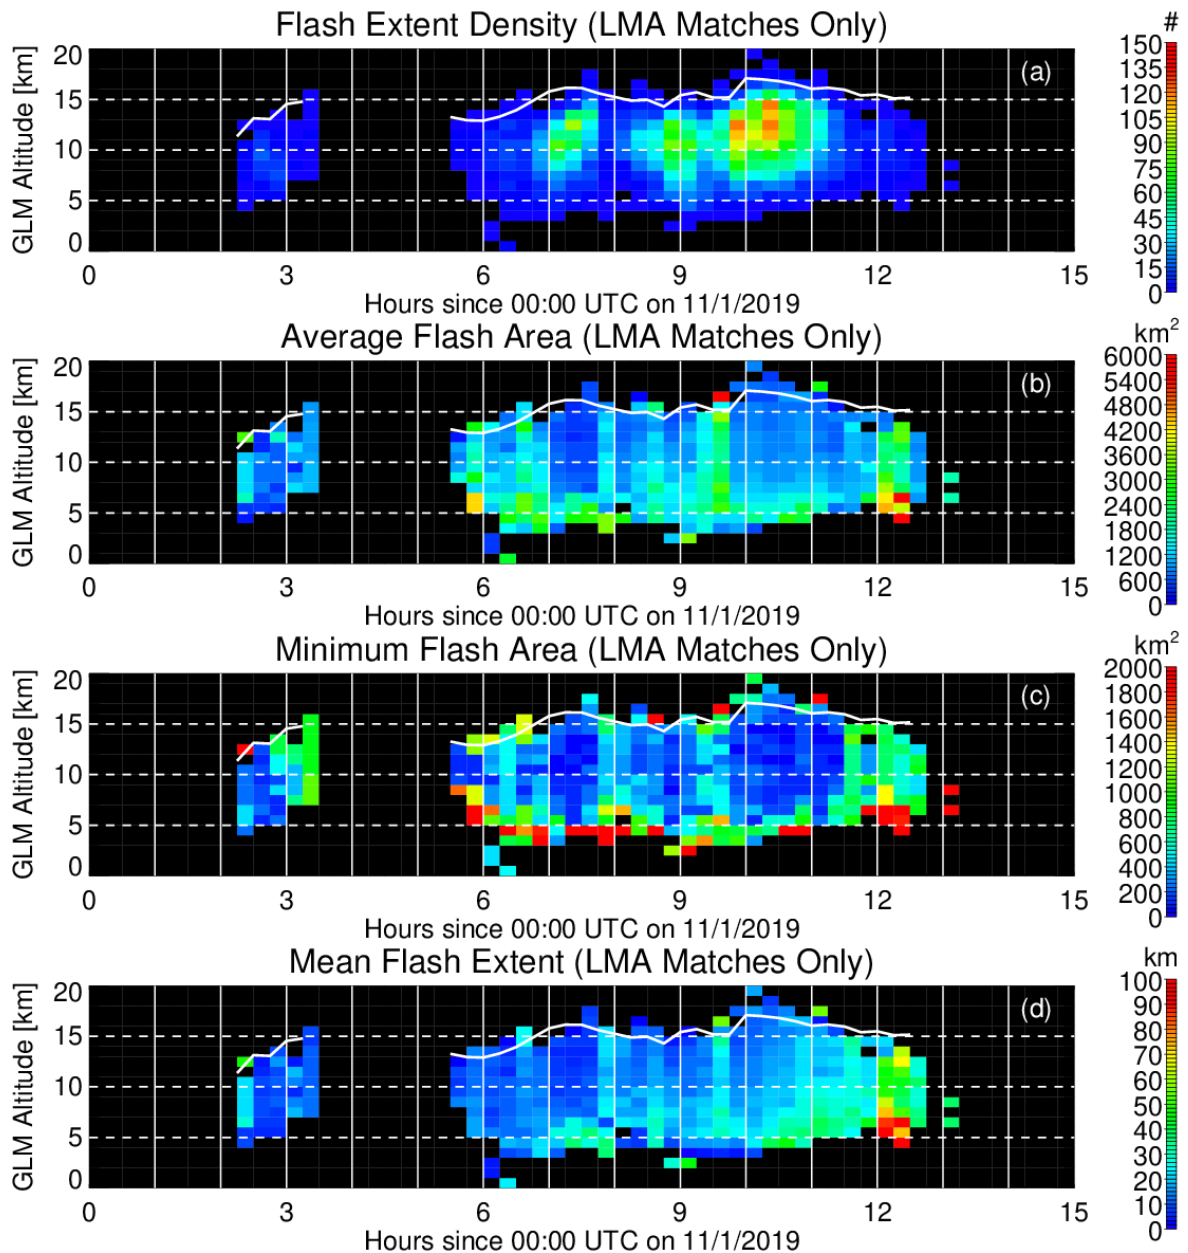 Flash Extent Density (LMA Matches Only)
#
GLM Altitude [km]
20
15
10
5
0
(a)
150
135
120
105
90
75
60
45
30
15
0
0 3 6 9 12 15
Hours since 00:00 UTC on 11/1/2019
Average Flash Area (LMA Matches Only)
km²
GLM Altitude [km]
20
15
10
5
0
(b)
6000
5400
4800
4200
3600
3000
2400
1800
1200
600
0
0 3 6 9 12 15
Hours since 00:00 UTC on 11/1/2019
Minimum Flash Area (LMA Matches Only)
km²
GLM Altitude [km]
20
15
10
5
0
(c)
2000
1800
1600
1400
1200
1000
800
600
400
200
0
0 3 6 9 12 15
Hours since 00:00 UTC on 11/1/2019
Mean Flash Extent (LMA Matches Only)
km
GLM Altitude [km]
20
15
10
5
0
(d)
100
90
80
70
60
50
40
30
20
10
0
0 3 6 9 12 15
Hours since 00:00 UTC on 11/1/2019